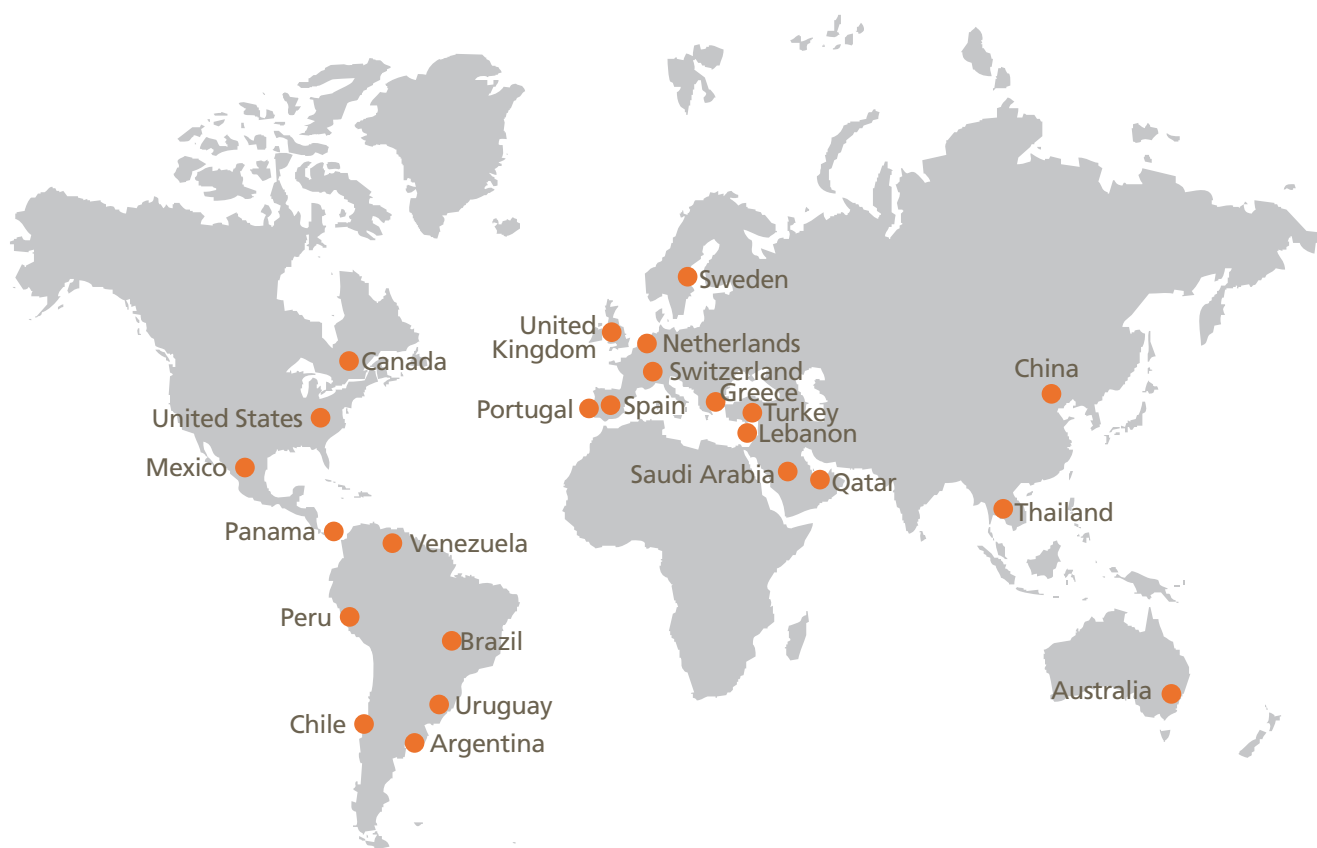 Sweden
United
Kingdom
Netherlands
Canada
Switzerland
China
Greece
Portugal
Spain
United States
Turkey
Lebanon
Mexico
Saudi Arabia
Qatar
Thailand
Panama
Venezuela
Peru
Brazil
Australia
Uruguay
Chile
Argentina